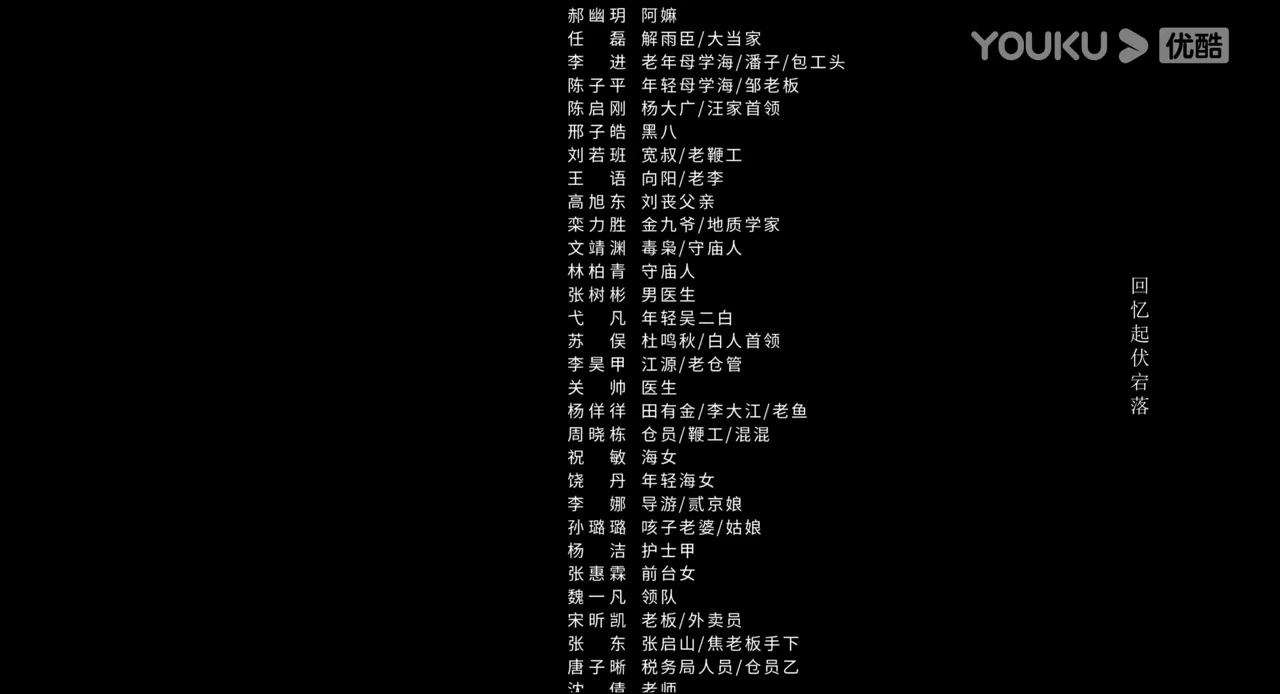 郝幽玥 阿嫲
任磊 解雨臣/大当家
李进 老年母学海/潘子/包工头
陈子平 年轻母学海/邹老板
陈启刚 杨大广/汪家首领
邢子皓 黑八
刘若班 宽叔/老鞭工
王语 向阳/老李
高旭东 刘丧父亲
栾力胜 金九爷/地质学家
文靖渊 毒枭/守庙人
林柏青 守庙人
张树彬 男医生
弋凡 年轻吴二白
苏俣 杜鸣秋/白人首领
李昊甲 江源/老仓管
关帅 医生
杨佯徉 田有金/李大江/老鱼
周晓栋 仓员/鞭工/混混
祝敏 海女
饶丹 年轻海女
李娜 导游/贰京娘
孙璐璐 咳子老婆/姑娘
杨洁 护士甲
张惠霖 前台女
魏一凡 领队
宋昕凯 老板/外卖员
张东 张启山/焦老板手下
唐子晰 税务局人员/仓员乙
沈倩 老师
YOUKU 优酷
回忆起伏宕落